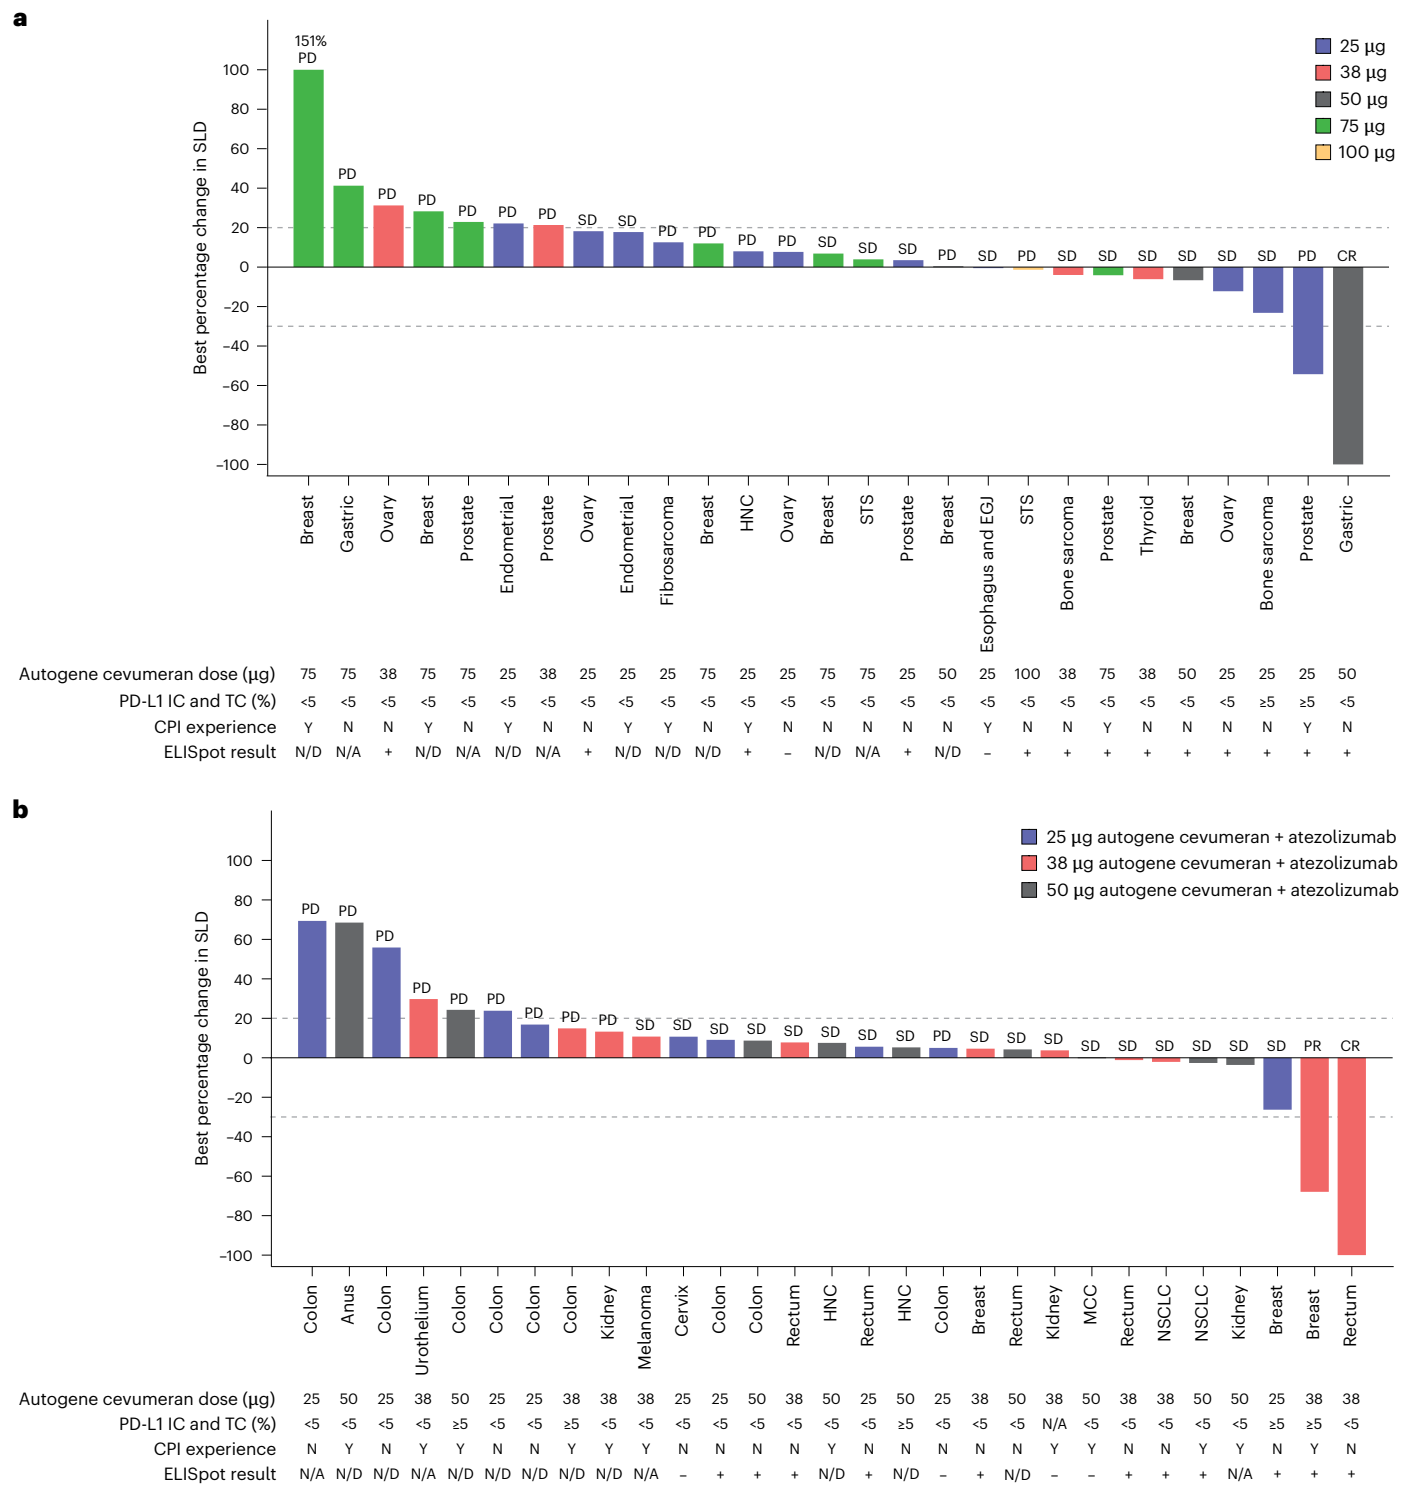 a
151%
PD
PD
PD
PD
PD
PD
PD
SD
SD
PD
PD
PD
PD
SD
SD
SD
PD
SD
PD
SD
SD
SD
SD
SD
SD
PD
CR
25 µg
38 µg
50 µg
75 µg
100 µg
Best percentage change in SLD
100
80
60
40
20
0
–20
–40
–60
–80
–100
Breast
Gastric
Ovary
Breast
Prostate
Endometrial
Prostate
Ovary
Endometrial
Fibrosarcoma
Breast
HNC
Ovary
Breast
STS
Prostate
Breast
Esophagus and EGJ
STS
Bone sarcoma
Prostate
Thyroid
Breast
Ovary
Bone sarcoma
Prostate
Gastric
Autogene cevumeran dose (µg) 75 75 38 75 75 25 38 25 25 25 75 25 25 75 75 25 50 25 100 38 75 38 50 25 25 25 50
PD-L1 IC and TC (%) <5 <5 <5 <5 <5 <5 <5 <5 <5 <5 <5 <5 <5 <5 <5 <5 <5 <5 <5 <5 <5 <5 <5 <5 ≥5 ≥5 <5
CPI experience Y N N Y N Y N N Y Y N Y N N N N N Y N N Y N N N N Y N
ELISpot result N/D N/A + N/D N/A N/D N/A + N/D N/D N/D + – N/D N/A + N/D – + + + + + + + + +
b
25 µg autogene cevumeran + atezolizumab
38 µg autogene cevumeran + atezolizumab
50 µg autogene cevumeran + atezolizumab
Best percentage change in SLD
100
80
60
40
20
0
–20
–40
–60
–80
–100
PD
PD
PD
PD
PD
PD
PD
PD
PD
SD
SD
SD
SD
SD
SD
SD
SD
PD
SD
SD
SD
SD
SD
SD
SD
SD
SD
PR
CR
Colon
Anus
Colon
Urothelium
Colon
Colon
Colon
Colon
Kidney
Melanoma
Cervix
Colon
Colon
Rectum
HNC
Rectum
HNC
Colon
Breast
Rectum
KIdney
MCC
Rectum
NSCLC
NSCLC
Kidney
Breast
Breast
Rectum
Autogene cevumeran dose (µg) 25 50 25 38 50 25 25 38 38 38 25 25 50 38 50 25 50 25 38 50 38 50 38 38 50 50 25 38 38
PD-L1 IC and TC (%) <5 <5 <5 <5 ≥5 <5 <5 ≥5 <5 <5 <5 <5 <5 <5 <5 <5 ≥5 <5 <5 <5 N/A <5 <5 <5 <5 <5 ≥5 ≥5 <5
CPI experience N Y N Y Y N N Y Y Y N N N N Y N N N N N Y Y N N Y Y N Y N
ELISpot result N/A N/D N/D N/A N/D N/D N/D N/D N/D N/A – + + + N/D + N/D – + N/D – – + + + N/A + + +